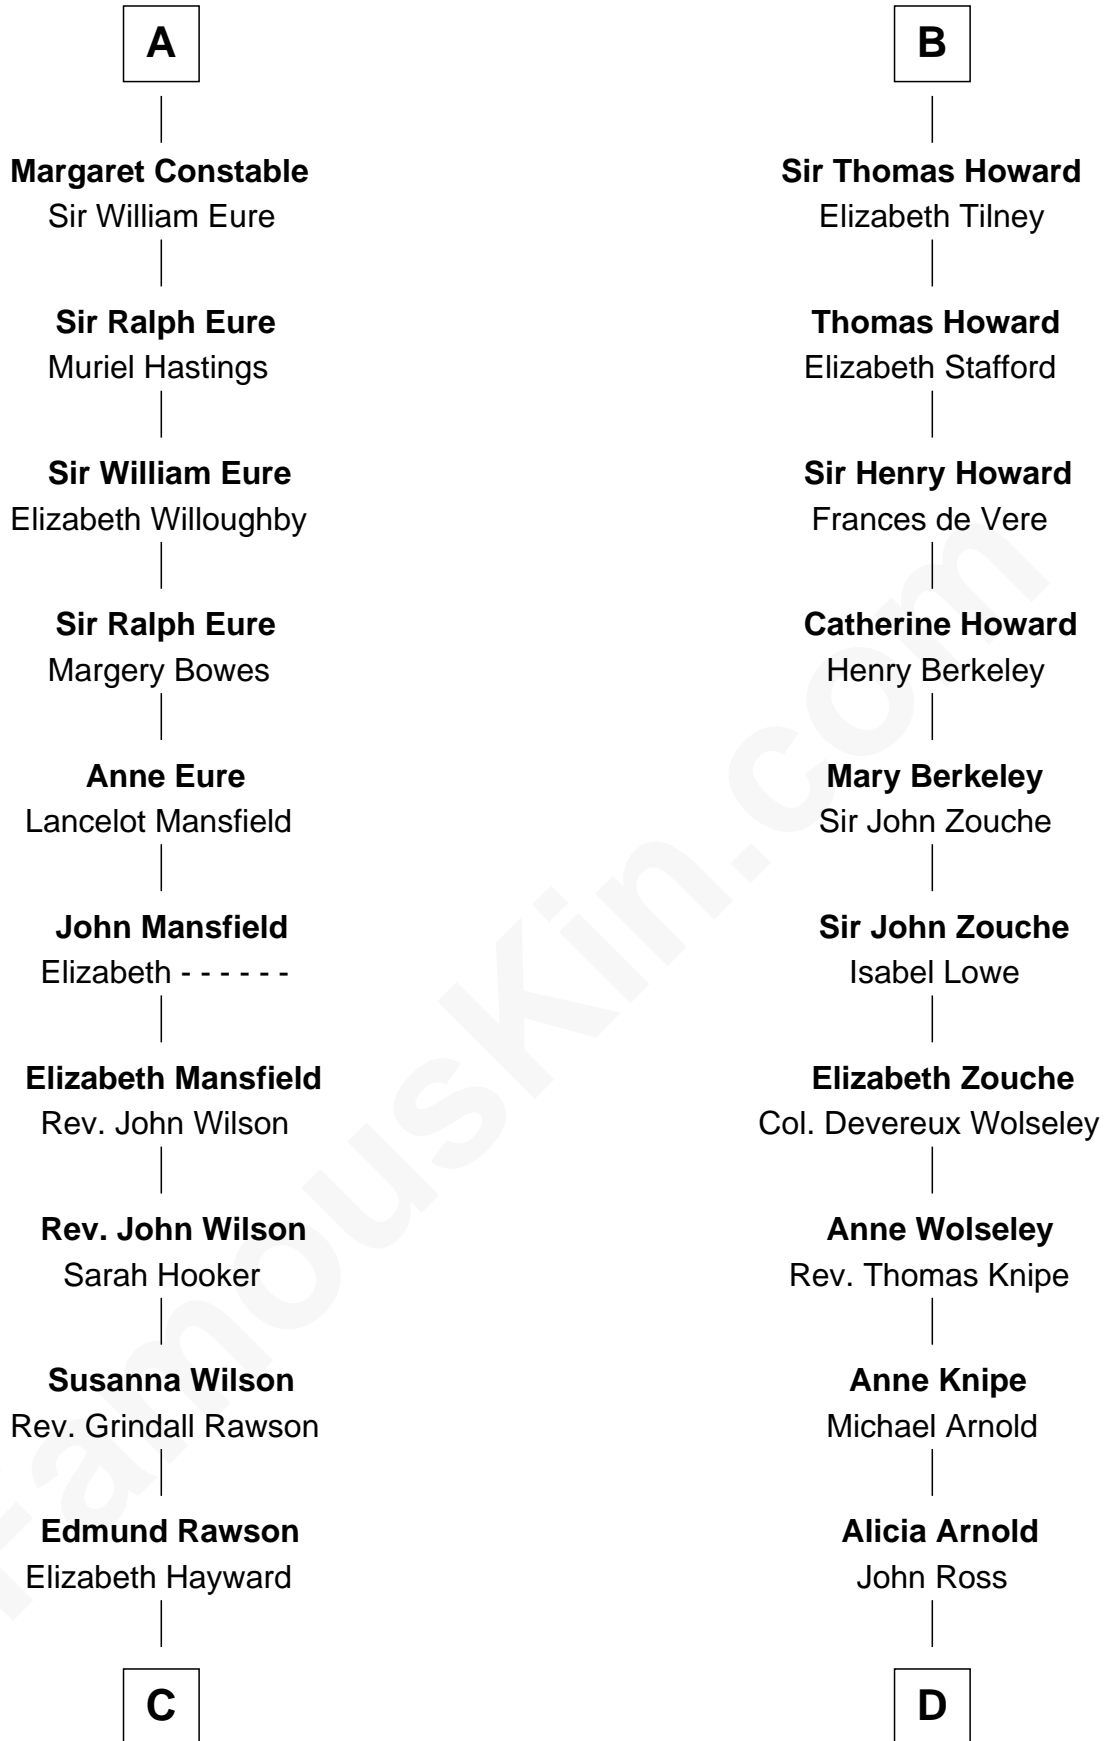 A
Margaret Constable
Sir William Eure
Sir Ralph Eure
Muriel Hastings
Sir William Eure
Elizabeth Willoughby
Sir Ralph Eure
Margery Bowes
Anne Eure
Lancelot Mansfield
John Mansfield
Elizabeth - - - - - -
Elizabeth Mansfield
Rev. John Wilson
Rev. John Wilson
Sarah Hooker
Susanna Wilson
Rev. Grindall Rawson
Edmund Rawson
Elizabeth Hayward
C
B
Sir Thomas Howard
Elizabeth Tilney
Thomas Howard
Elizabeth Stafford
Sir Henry Howard
Frances de Vere
Catherine Howard
Henry Berkeley
Mary Berkeley
Sir John Zouche
Sir John Zouche
Isabel Lowe
Elizabeth Zouche
Col. Devereux Wolseley
Anne Wolseley
Rev. Thomas Knipe
Anne Knipe
Michael Arnold
Alicia Arnold
John Ross
D
FamousKin.com